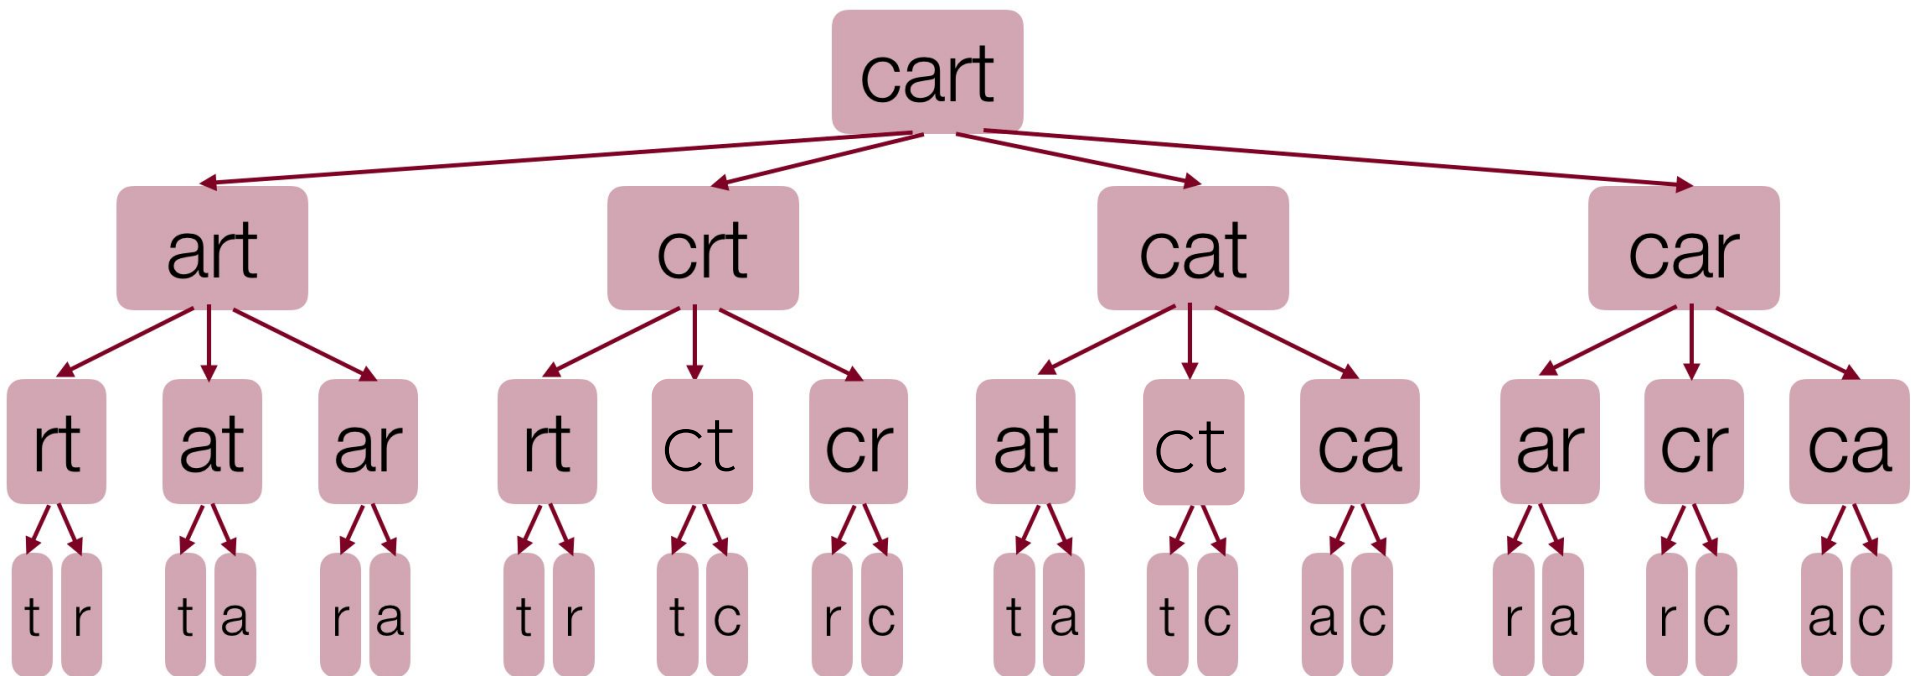 cart
art crt cat car
rt at ar rt ct cr at ct ca ar cr ca
t r t a r a t r t c r c t a t c a c r a r c a c